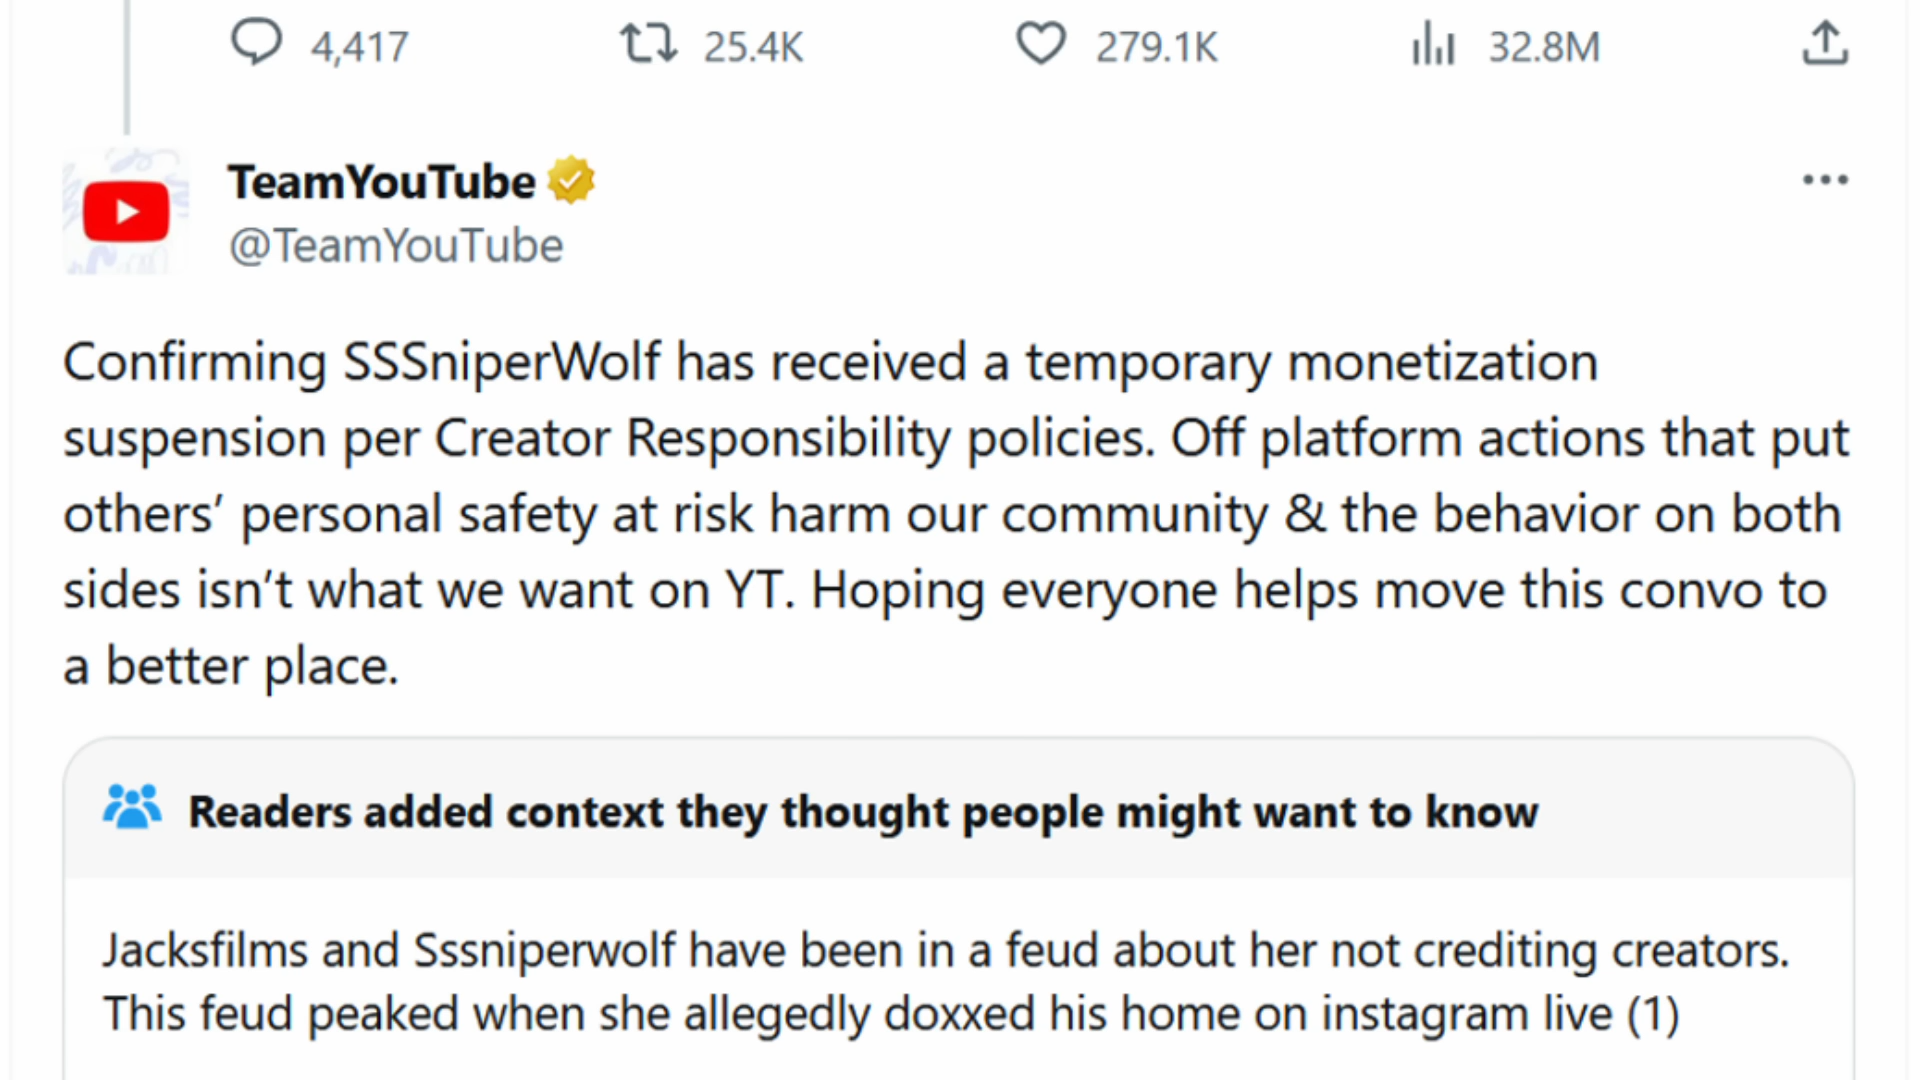 4,417 25.4K 279.1K 32.8M
TeamYouTube
@TeamYouTube
Confirming SSSniperWolf has received a temporary monetization
suspension per Creator Responsibility policies. Off platform actions that put
others’ personal safety at risk harm our community & the behavior on both
sides isn’t what we want on YT. Hoping everyone helps move this convo to
a better place.
Readers added context they thought people might want to know
Jacksfilms and Sssniperwolf have been in a feud about her not crediting creators.
This feud peaked when she allegedly doxxed his home on instagram live (1)